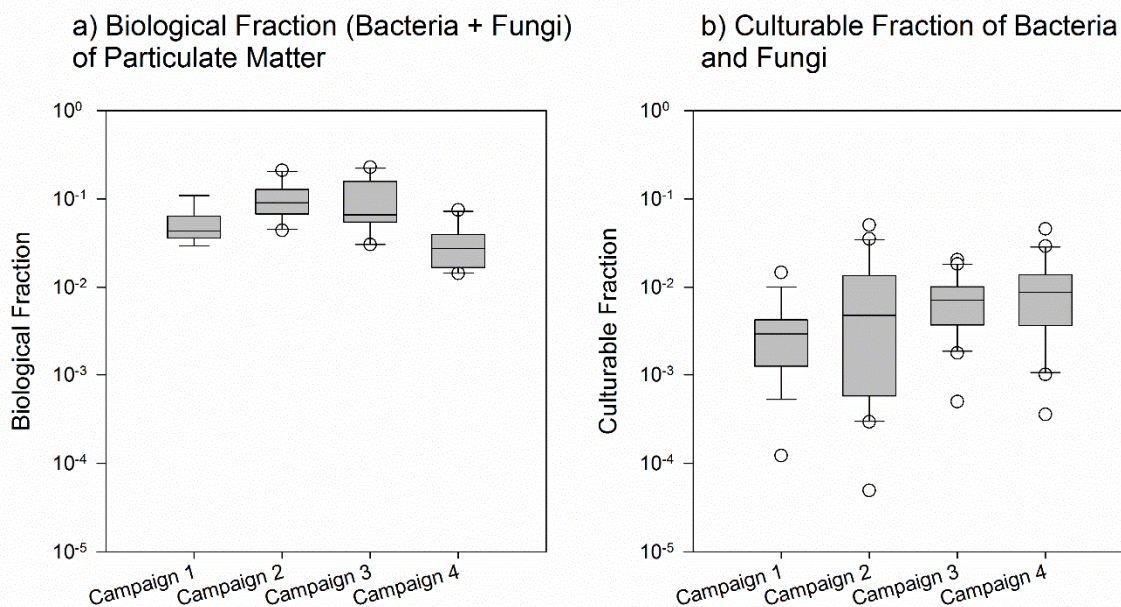 a) Biological Fraction (Bacteria + Fungi)
of Particulate Matter
Biological Fraction
10⁰
10⁻¹
10⁻²
10⁻³
10⁻⁴
10⁻⁵
Campaign 1
Campaign 2
Campaign 3
Campaign 4
b) Culturable Fraction of Bacteria
and Fungi
Culturable Fraction
10⁰
10⁻¹
10⁻²
10⁻³
10⁻⁴
10⁻⁵
Campaign 1
Campaign 2
Campaign 3
Campaign 4